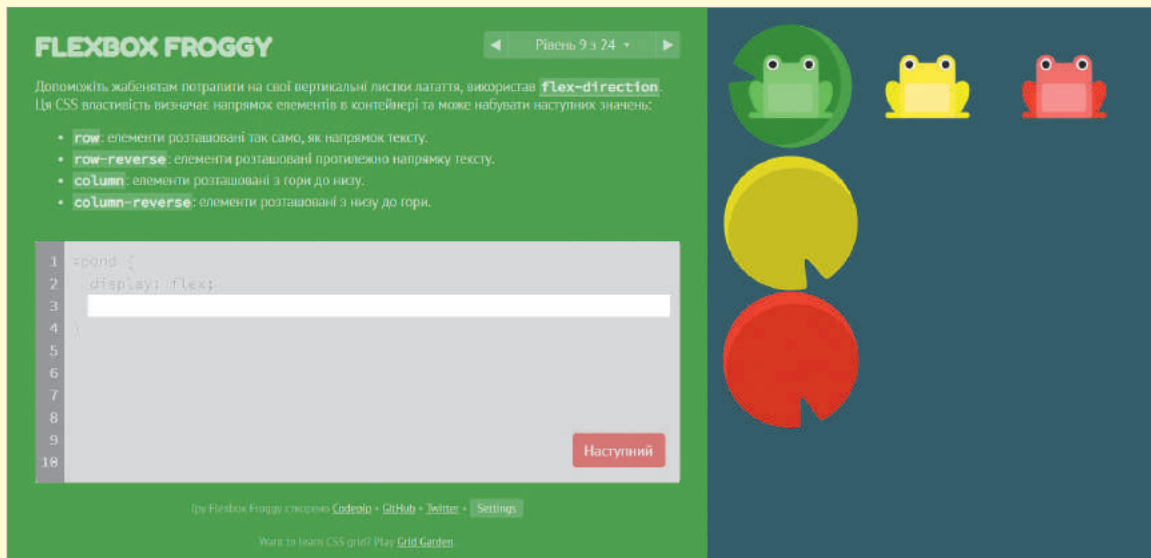 FLEXBOX FROGGY
◀ Рівень 9 з 24 ▾ ▶
Допоможіть жабенятам потрапити на свої вертикальні листки латаття, використав flex-direction.
Ця CSS властивість визначає напрямок елементів в контейнері та може набувати наступних значень:
• row: елементи розташовані так само, як напрямок тексту.
• row-reverse: елементи розташовані протилежно напрямку тексту.
• column: елементи розташовані з гори до низу.
• column-reverse: елементи розташовані з низу до гори.
1 #pond {
2 display: flex;
3
4 }
5
6
7
8
9
10
Наступний
Гру Flexbox Froggy створено Codepip • GitHub • Twitter • Settings
Want to learn CSS grid? Play Grid Garden.